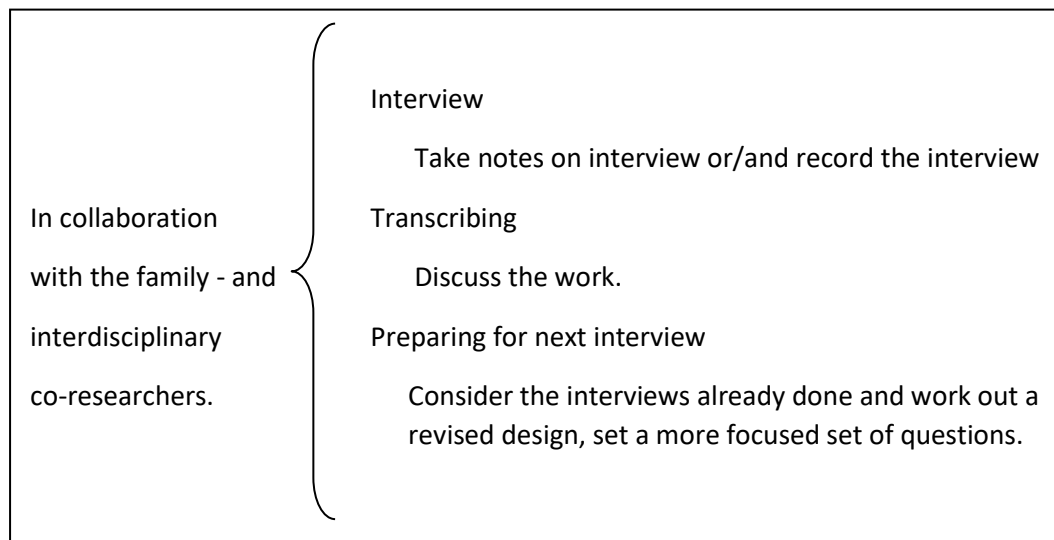 In collaboration
with the family - and
interdisciplinary
co-researchers.
Interview
Take notes on interview or/and record the interview
Transcribing
Discuss the work.
Preparing for next interview
Consider the interviews already done and work out a
revised design, set a more focused set of questions.